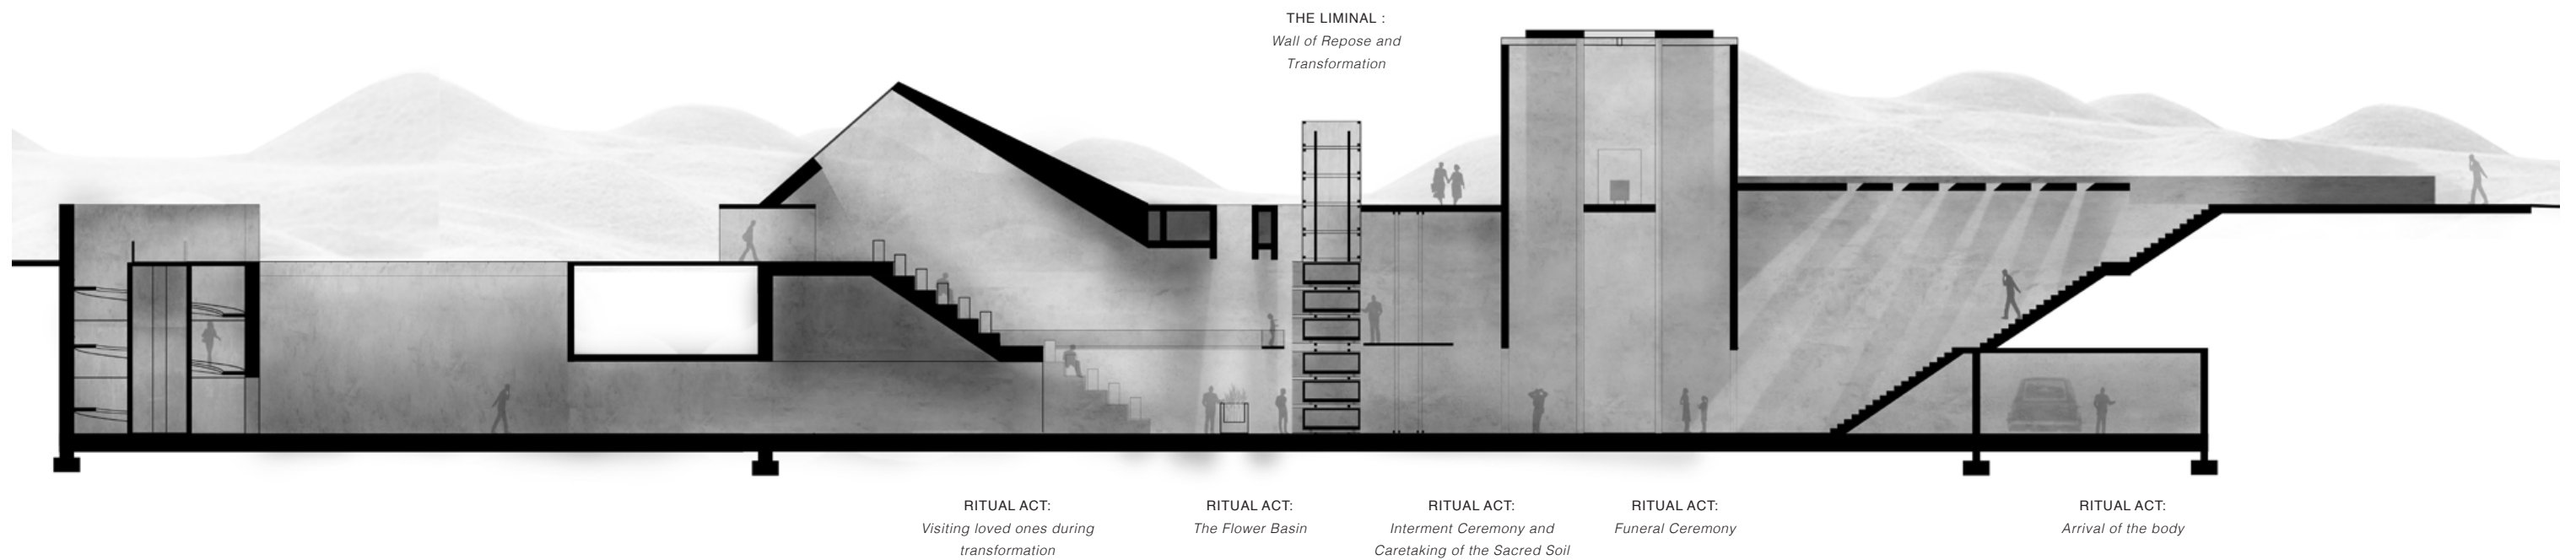 THE LIMINAL :
Wall of Repose and
Transformation
RITUAL ACT:
Visiting loved ones during
transformation
RITUAL ACT:
The Flower Basin
RITUAL ACT:
Interment Ceremony and
Caretaking of the Sacred Soil
RITUAL ACT:
Funeral Ceremony
RITUAL ACT:
Arrival of the body